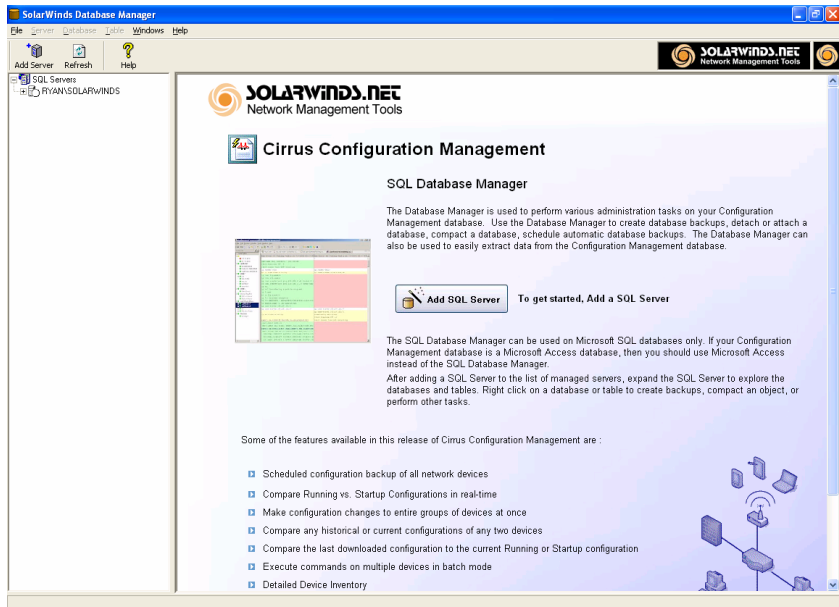 SolarWinds Database Manager
File Server Database Table Windows Help
Add Server Refresh Help
SOLARWINDS.NET
Network Management Tools
SQL Servers
RYAN\SOLARWINDS
SOLARWINDS.NET
Network Management Tools
Cirrus Configuration Management
SQL Database Manager
The Database Manager is used to perform various administration tasks on your Configuration
Management database. Use the Database Manager to create database backups, detach or attach a
database, compact a database, schedule automatic database backups. The Database Manager can
also be used to easily extract data from the Configuration Management database.
Add SQL Server
To get started, Add a SQL Server
The SQL Database Manager can be used on Microsoft SQL databases only. If your Configuration
Management database is a Microsoft Access database, then you should use Microsoft Access
instead of the SQL Database Manager.
After adding a SQL Server to the list of managed servers, expand the SQL Server to explore the
databases and tables. Right click on a database or table to create backups, compact an object, or
perform other tasks.
Some of the features available in this release of Cirrus Configuration Management are :
Scheduled configuration backup of all network devices
Compare Running vs. Startup Configurations in real-time
Make configuration changes to entire groups of devices at once
Compare any historical or current configurations of any two devices
Compare the last downloaded configuration to the current Running or Startup configuration
Execute commands on multiple devices in batch mode
Detailed Device Inventory